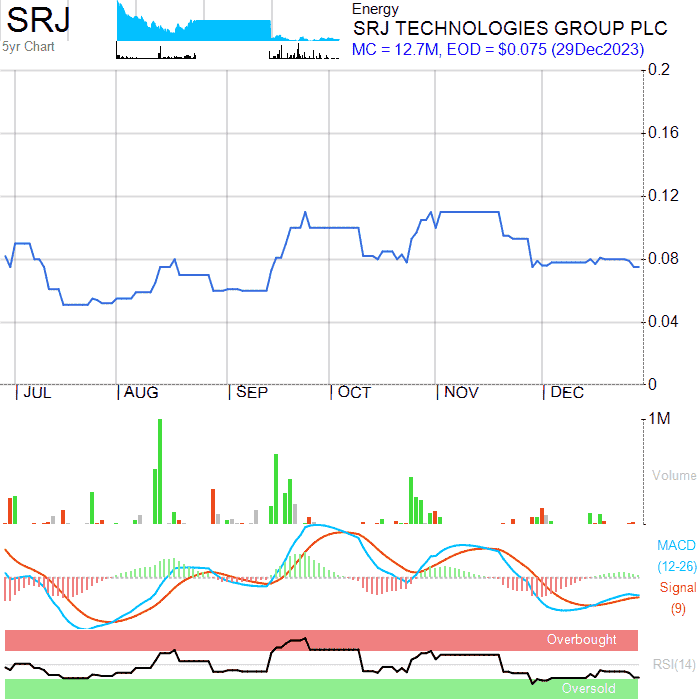 SRJ
5yr Chart
Energy
SRJ TECHNOLOGIES GROUP PLC
MC = 12.7M, EOD = $0.075 (29Dec2023)
0.2
0.16
0.12
0.08
0.04
0
JUL AUG SEP OCT NOV DEC
1M
Volume
MACD
(12-26)
Signal
(9)
Overbought
RSI(14)
Oversold